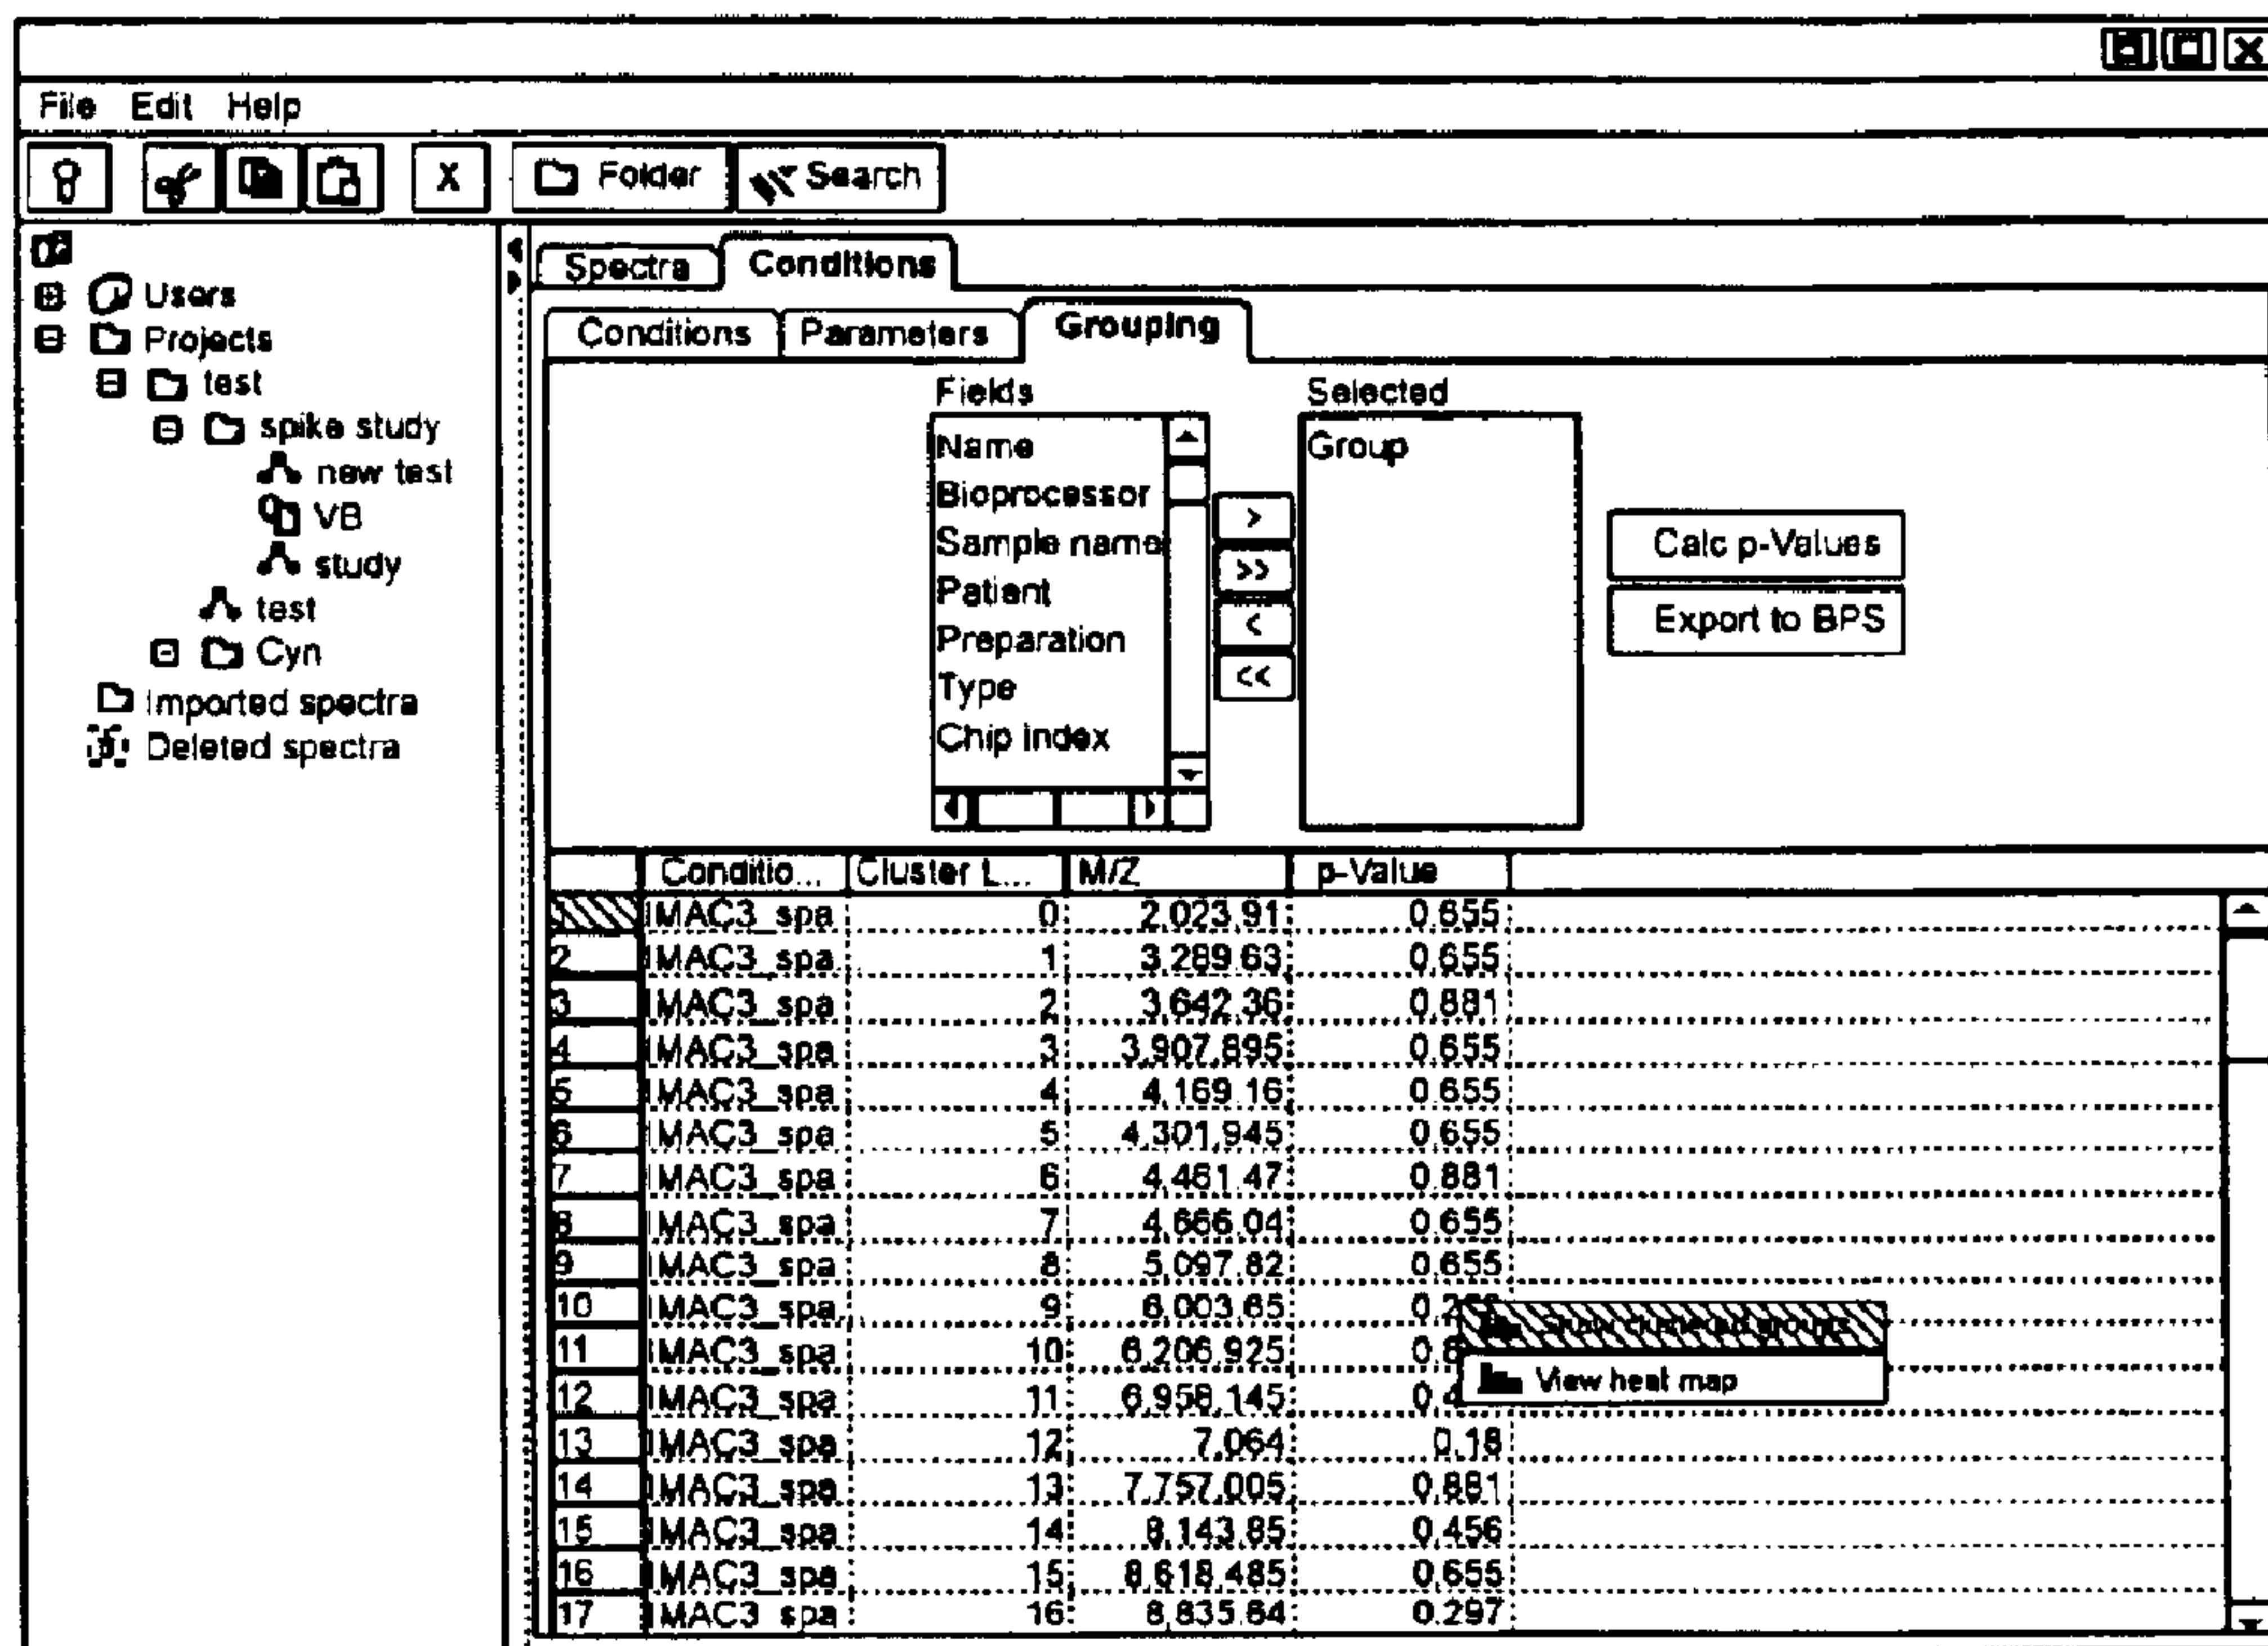 File Edit Help
X Folder Search
Users
Projects
test
spike study
new test
VB
study
test
Cyn
Imported spectra
Deleted spectra
Spectra Conditions
Conditions Parameters Grouping
Fields
Name
Bioprocessor
Sample name
Patient
Preparation
Type
Chip index
>
>>
<
<<
Selected
Group
Calc p-Values
Export to BPS
Conditio... Cluster L... M/Z p-Value
1 IMAC3_spa 0 2,023.91 0.655
2 IMAC3_spa 1 3,289.63 0.655
3 IMAC3_spa 2 3,642.36 0.881
4 IMAC3_spa 3 3,907.895 0.655
5 IMAC3_spa 4 4,169.16 0.655
6 IMAC3_spa 5 4,301.945 0.655
7 IMAC3_spa 6 4,461.47 0.881
8 IMAC3_spa 7 4,666.04 0.655
9 IMAC3_spa 8 5,097.82 0.655
10 IMAC3_spa 9 6,003.65
11 IMAC3_spa 10 6,206.925
12 IMAC3_spa 11 6,958.145
View heat map
13 IMAC3_spa 12 7,064 0.18
14 IMAC3_spa 13 7,757.005 0.881
15 IMAC3_spa 14 8,143.85 0.456
16 IMAC3_spa 15 8,618.485 0.655
17 IMAC3_spa 16 8,835.64 0.297